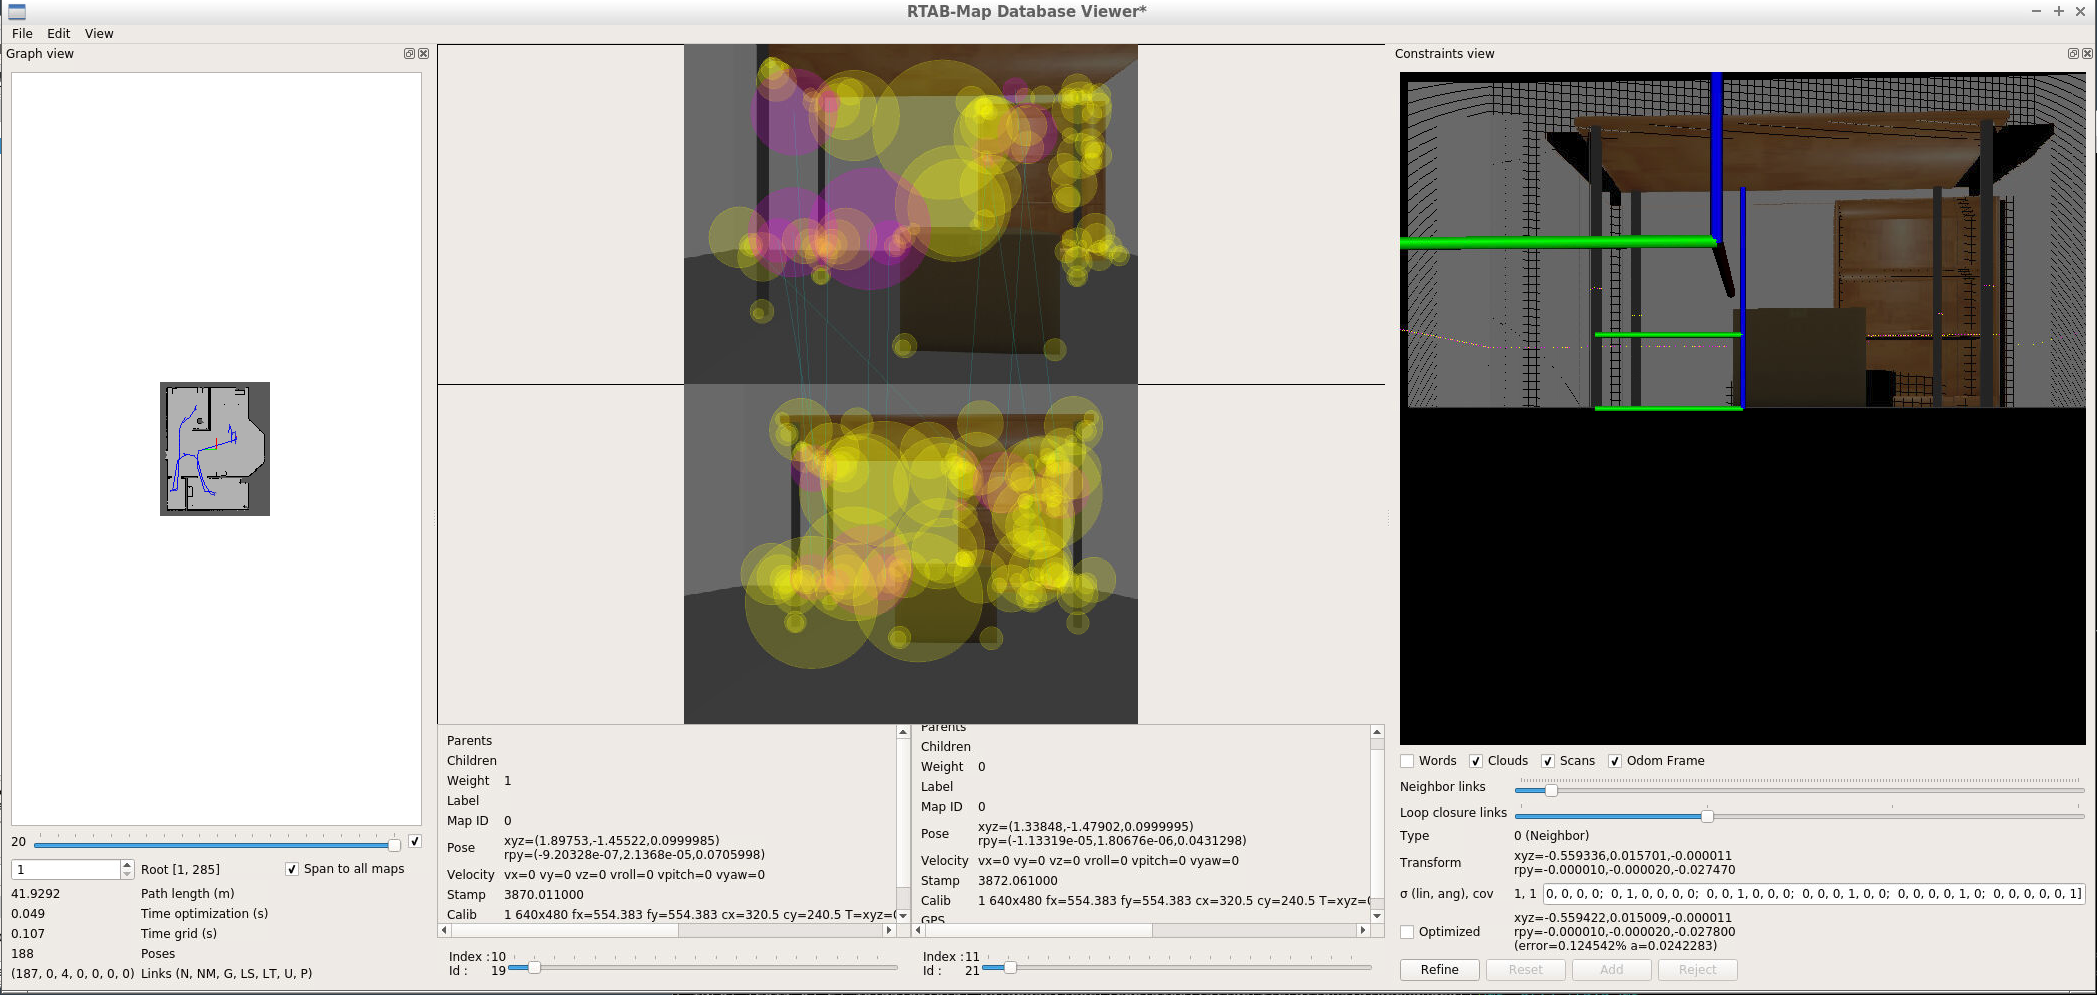 RTAB-Map Database Viewer*
File Edit View
Graph view
20
1 Root [1, 285] Span to all maps
41.9292 Path length (m)
0.049 Time optimization (s)
0.107 Time grid (s)
188 Poses
(187, 0, 4, 0, 0, 0, 0) Links (N, NM, G, LS, LT, U, P)
Parents
Children
Weight 1
Label
Map ID 0
Pose xyz=(1.89753,-1.45522,0.0999985)
rpy=(-9.20328e-07,2.1368e-05,0.0705998)
Velocity vx=0 vy=0 vz=0 vroll=0 vpitch=0 vyaw=0
Stamp 3870.011000
Calib 1 640x480 fx=554.383 fy=554.383 cx=320.5 cy=240.5 T=xyz=(
Index : 10
Id : 19
Parents
Children
Weight 0
Label
Map ID 0
Pose xyz=(1.33848,-1.47902,0.0999995)
rpy=(-1.13319e-05,1.80676e-06,0.0431298)
Velocity vx=0 vy=0 vz=0 vroll=0 vpitch=0 vyaw=0
Stamp 3872.061000
Calib 1 640x480 fx=554.383 fy=554.383 cx=320.5 cy=240.5 T=xyz=(
GPS
Index : 11
Id : 21
Constraints view
Words Clouds Scans Odom Frame
Neighbor links
Loop closure links
Type 0 (Neighbor)
Transform xyz=-0.559336,0.015701,-0.000011
rpy=-0.000010,-0.000020,-0.027470
σ (lin, ang), cov 1, 1 0, 0, 0, 0; 0, 1, 0, 0, 0, 0; 0, 0, 1, 0, 0, 0; 0, 0, 0, 1, 0, 0; 0, 0, 0, 0, 1, 0; 0, 0, 0, 0, 0, 1]
Optimized xyz=-0.559422,0.015009,-0.000011
rpy=-0.000010,-0.000020,-0.027800
(error=0.124542% a=0.0242283)
Refine Reset Add Reject